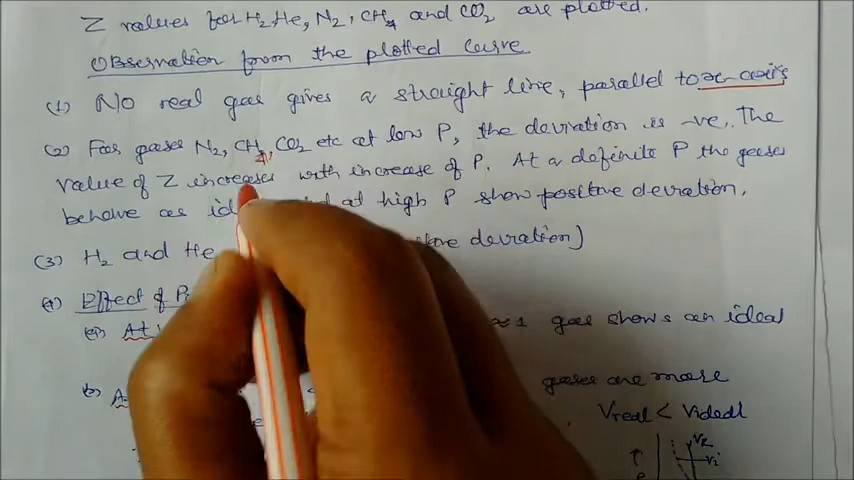 Z values for H2, He, N2, CH4 and CO2 are plotted.
Observation from the plotted curve
(1) No real gas gives a straight line, parallel to x-axis
(2) For gases N2, CH4, CO2 etc at low P, the deviation is -ve. The
value of Z increases with increase of P. At a definite P the gases
behave as at high P show positive deviation.
(3) H2 and He deviation)
(4) Effect of
(a) At ≈1 gas shows an ideal
(b) gases are more
Vreal < Videal
VR
Vi